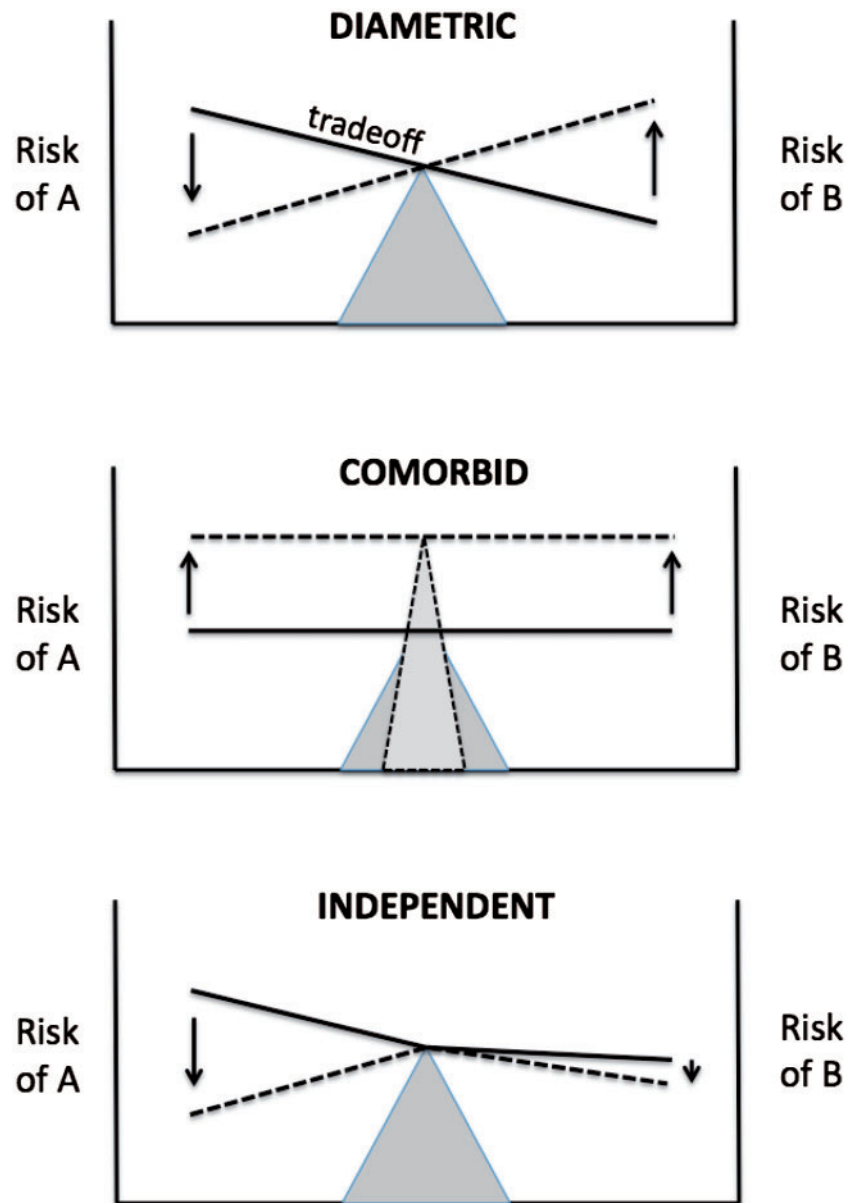 DIAMETRIC
tradeoff
Risk
of A
Risk
of B
COMORBID
Risk
of A
Risk
of B
INDEPENDENT
Risk
of A
Risk
of B